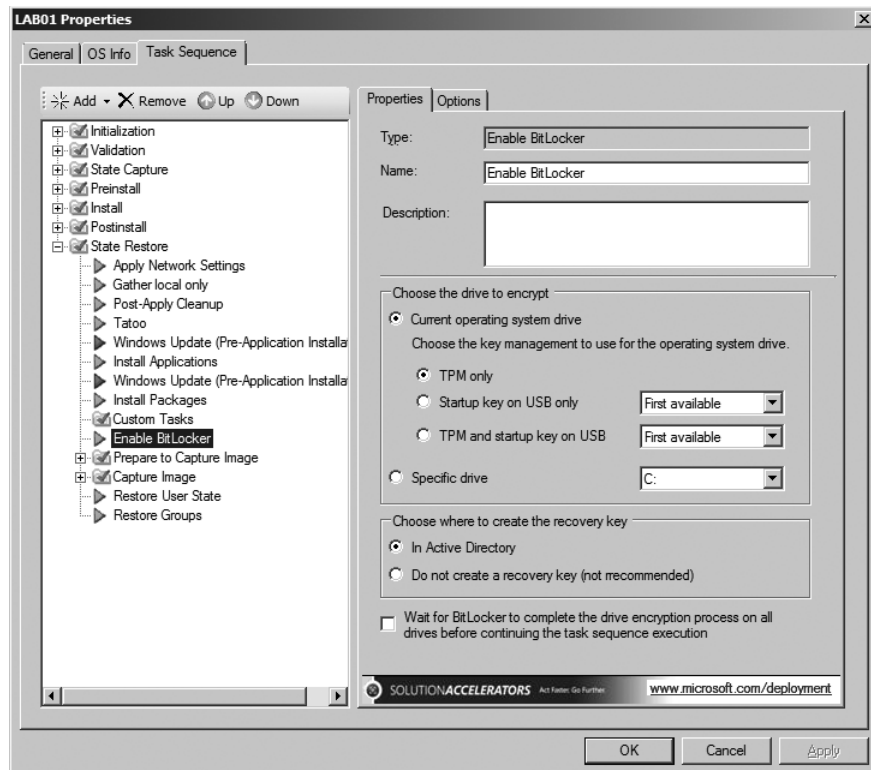 LAB01 Properties
General
OS Info
Task Sequence
Add
Remove
Up
Down
Initialization
Validation
State Capture
Preinstall
Install
Postinstall
State Restore
Apply Network Settings
Gather local only
Post-Apply Cleanup
Tatoo
Windows Update (Pre-Application Installa
Install Applications
Windows Update (Pre-Application Installa
Install Packages
Custom Tasks
Enable BitLocker
Prepare to Capture Image
Capture Image
Restore User State
Restore Groups
Properties
Options
Type:
Enable BitLocker
Name:
Enable BitLocker
Description:
Choose the drive to encrypt
Current operating system drive
Choose the key management to use for the operating system drive.
TPM only
Startup key on USB only
First available
TPM and startup key on USB
First available
Specific drive
C:
Choose where to create the recovery key
In Active Directory
Do not create a recovery key (not rrecommended)
Wait for BitLocker to complete the drive encryption process on all
drives before continuing the task sequence execution
SOLUTIONACCELERATORS Act Faster. Go Further.
www.microsoft.com/deployment
OK
Cancel
Apply